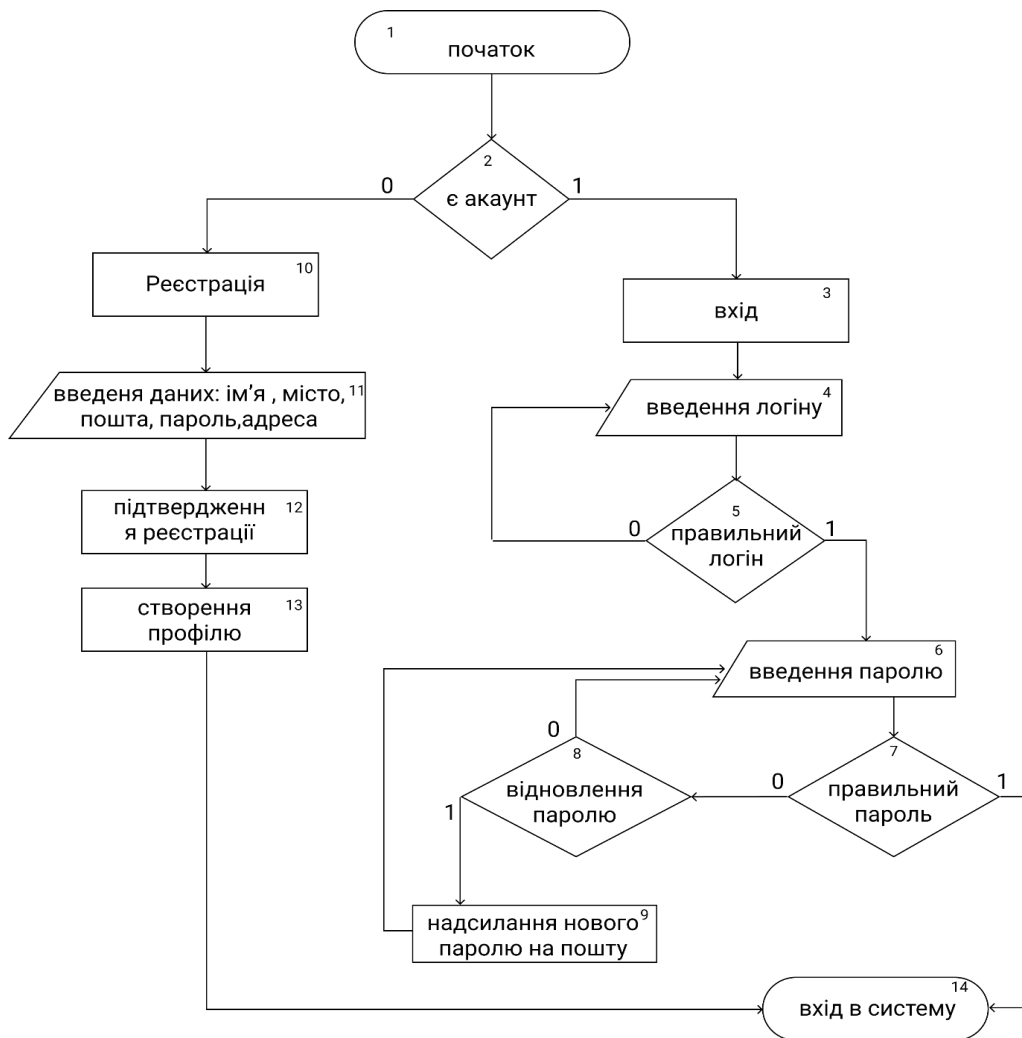 1
початок
2
є акаунт
0
1
10
Реєстрація
11
введеня даних: ім’я , місто,
пошта, пароль,адреса
12
підтвердженн
я реєстрації
13
створення
профілю
3
вхід
4
введення логіну
5
правильний
логін
0
1
6
введення паролю
7
правильний
пароль
0
1
8
відновлення
паролю
0
1
9
надсилання нового
паролю на пошту
14
вхід в систему